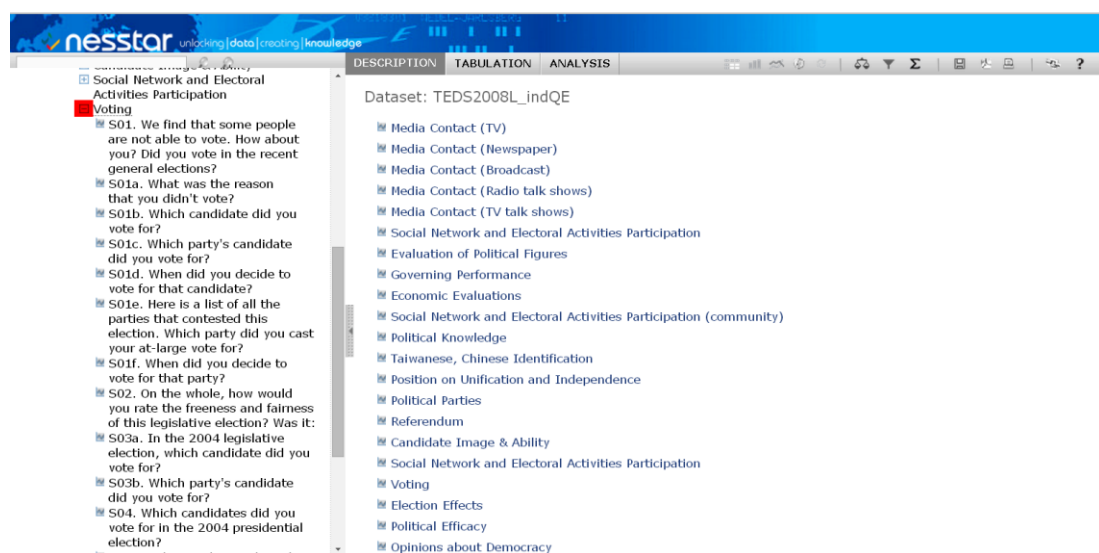 nesstar unlocking|data|creating|knowledge
DESCRIPTION TABULATION ANALYSIS
Σ ?
Social Network and Electoral
Activities Participation
Voting
S01. We find that some people
are not able to vote. How about
you? Did you vote in the recent
general elections?
S01a. What was the reason
that you didn't vote?
S01b. Which candidate did you
vote for?
S01c. Which party's candidate
did you vote for?
S01d. When did you decide to
vote for that candidate?
S01e. Here is a list of all the
parties that contested this
election. Which party did you cast
your at-large vote for?
S01f. When did you decide to
vote for that party?
S02. On the whole, how would
you rate the freeness and fairness
of this legislative election? Was it:
S03a. In the 2004 legislative
election, which candidate did you
vote for?
S03b. Which party's candidate
did you vote for?
S04. Which candidates did you
vote for in the 2004 presidential
election?
Dataset: TEDS2008L_indQE
Media Contact (TV)
Media Contact (Newspaper)
Media Contact (Broadcast)
Media Contact (Radio talk shows)
Media Contact (TV talk shows)
Social Network and Electoral Activities Participation
Evaluation of Political Figures
Governing Performance
Economic Evaluations
Social Network and Electoral Activities Participation (community)
Political Knowledge
Taiwanese, Chinese Identification
Position on Unification and Independence
Political Parties
Referendum
Candidate Image & Ability
Social Network and Electoral Activities Participation
Voting
Election Effects
Political Efficacy
Opinions about Democracy